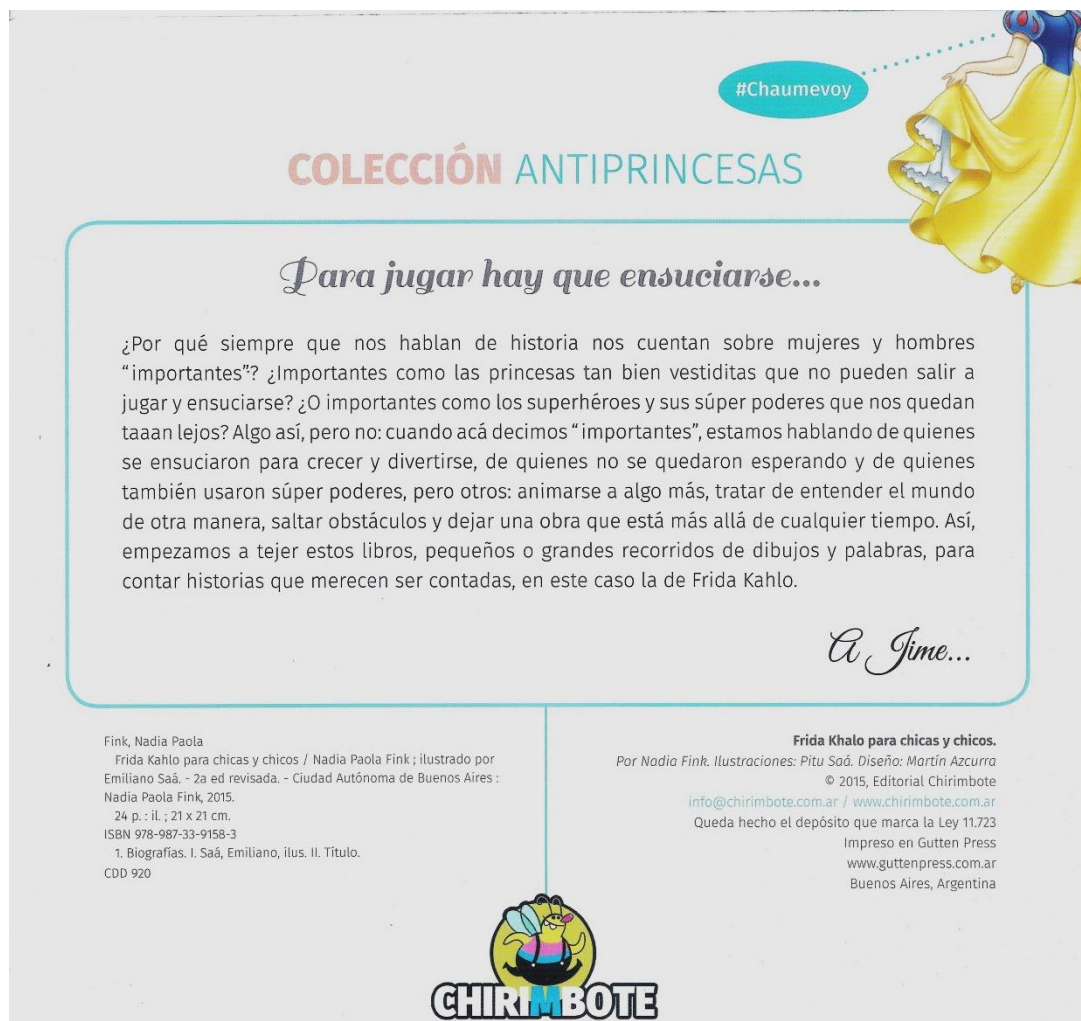 #Chaumevoy
COLECCIÓN ANTIPRINCESAS
Para jugar hay que ensuciarse...
¿Por qué siempre que nos hablan de historia nos cuentan sobre mujeres y hombres
“importantes”? ¿Importantes como las princesas tan bien vestiditas que no pueden salir a
jugar y ensuciarse? ¿O importantes como los superhéroes y sus súper poderes que nos quedan
taaan lejos? Algo así, pero no: cuando acá decimos “importantes”, estamos hablando de quienes
se ensuciaron para crecer y divertirse, de quienes no se quedaron esperando y de quienes
también usaron súper poderes, pero otros: animarse a algo más, tratar de entender el mundo
de otra manera, saltar obstáculos y dejar una obra que está más allá de cualquier tiempo. Así,
empezamos a tejer estos libros, pequeños o grandes recorridos de dibujos y palabras, para
contar historias que merecen ser contadas, en este caso la de Frida Kahlo.
A Jime...
Fink, Nadia Paola
Frida Kahlo para chicas y chicos / Nadia Paola Fink ; ilustrado por
Emiliano Saá. - 2a ed revisada. - Ciudad Autónoma de Buenos Aires :
Nadia Paola Fink, 2015.
24 p. : il. ; 21 x 21 cm.
ISBN 978-987-33-9158-3
1. Biografías. I. Saá, Emiliano, ilus. II. Título.
CDD 920
Frida Khalo para chicas y chicos.
Por Nadia Fink. Ilustraciones: Pitu Saá. Diseño: Martín Azcurra
© 2015, Editorial Chirimbote
info@chirimbote.com.ar / www.chirimbote.com.ar
Queda hecho el depósito que marca la Ley 11.723
Impreso en Gutten Press
www.guttenpress.com.ar
Buenos Aires, Argentina
CHIRIMBOTE